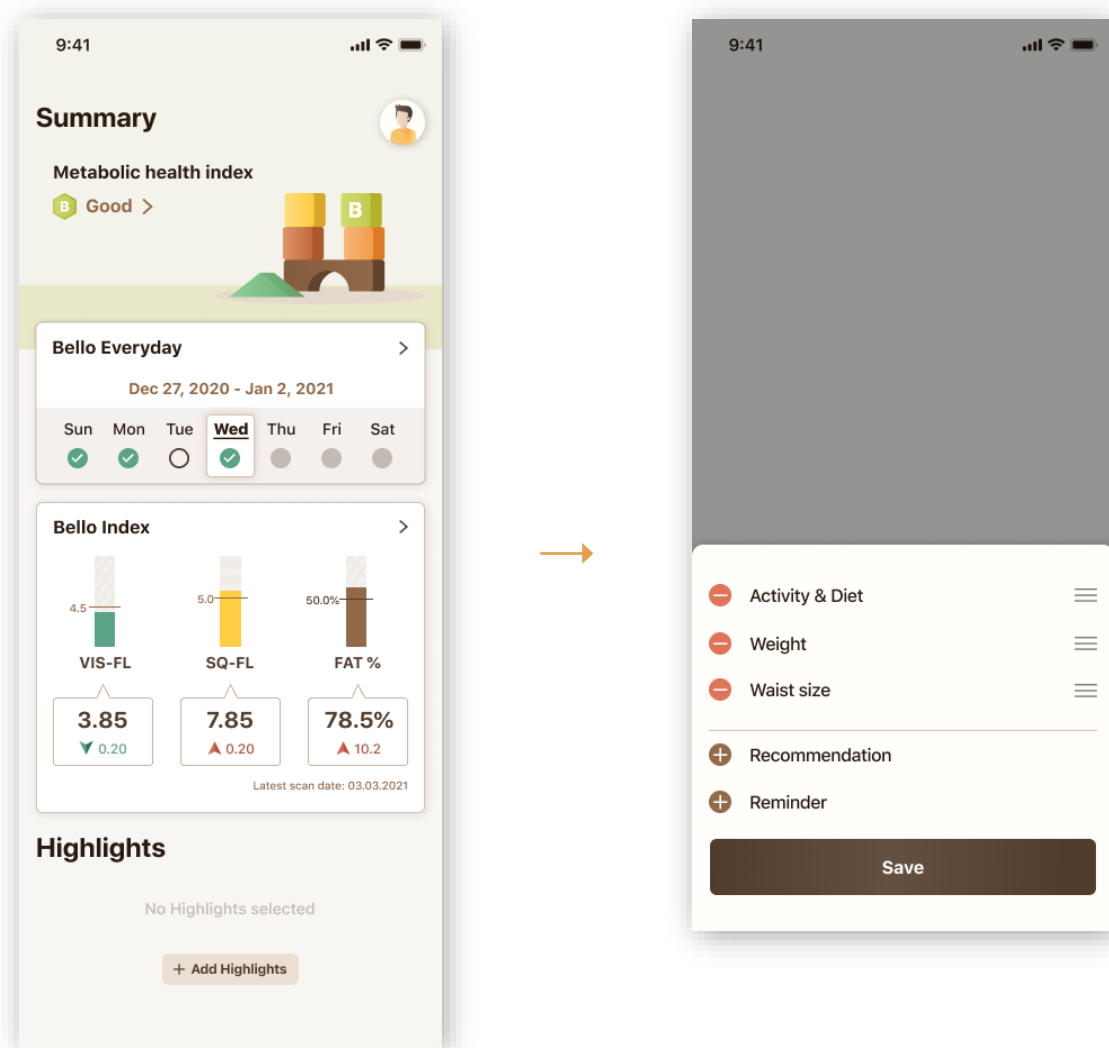 9:41
Summary
Metabolic health index
B Good >
B
Bello Everyday >
Dec 27, 2020 - Jan 2, 2021
Sun Mon Tue Wed Thu Fri Sat
Bello Index >
4.5 5.0 50.0%
VIS-FL SQ-FL FAT %
3.85 7.85 78.5%
0.20 0.20 10.2
Latest scan date: 03.03.2021
Highlights
No Highlights selected
+ Add Highlights
9:41
Activity & Diet
Weight
Waist size
Recommendation
Reminder
Save